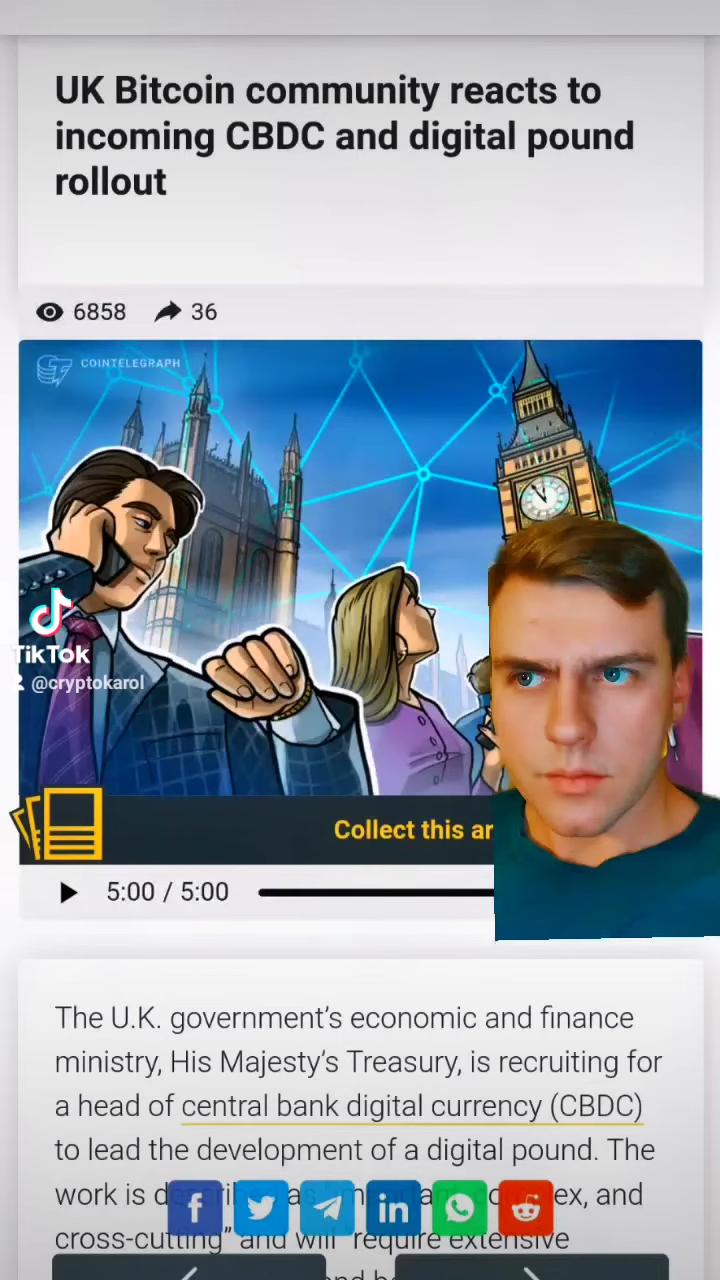 UK Bitcoin community reacts to
incoming CBDC and digital pound
rollout
6858 36
COINTELEGRAPH
TikTok
@cryptokarol
Collect this ar
5:00 / 5:00
The U.K. government's economic and finance
ministry, His Majesty's Treasury, is recruiting for
a head of central bank digital currency (CBDC)
to lead the development of a digital pound. The
work is as and
cross-cutting" and will "require extensive